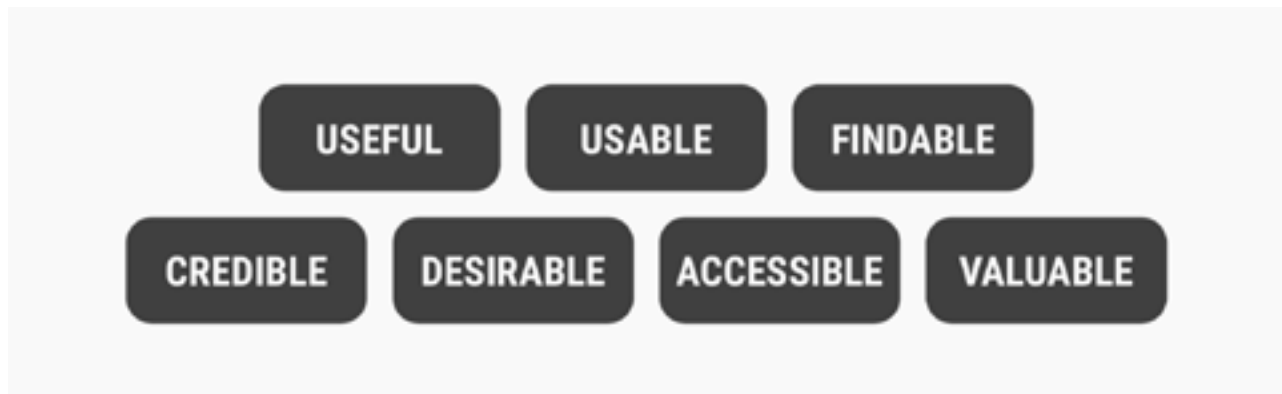 USEFUL USABLE FINDABLE
CREDIBLE DESIRABLE ACCESSIBLE VALUABLE